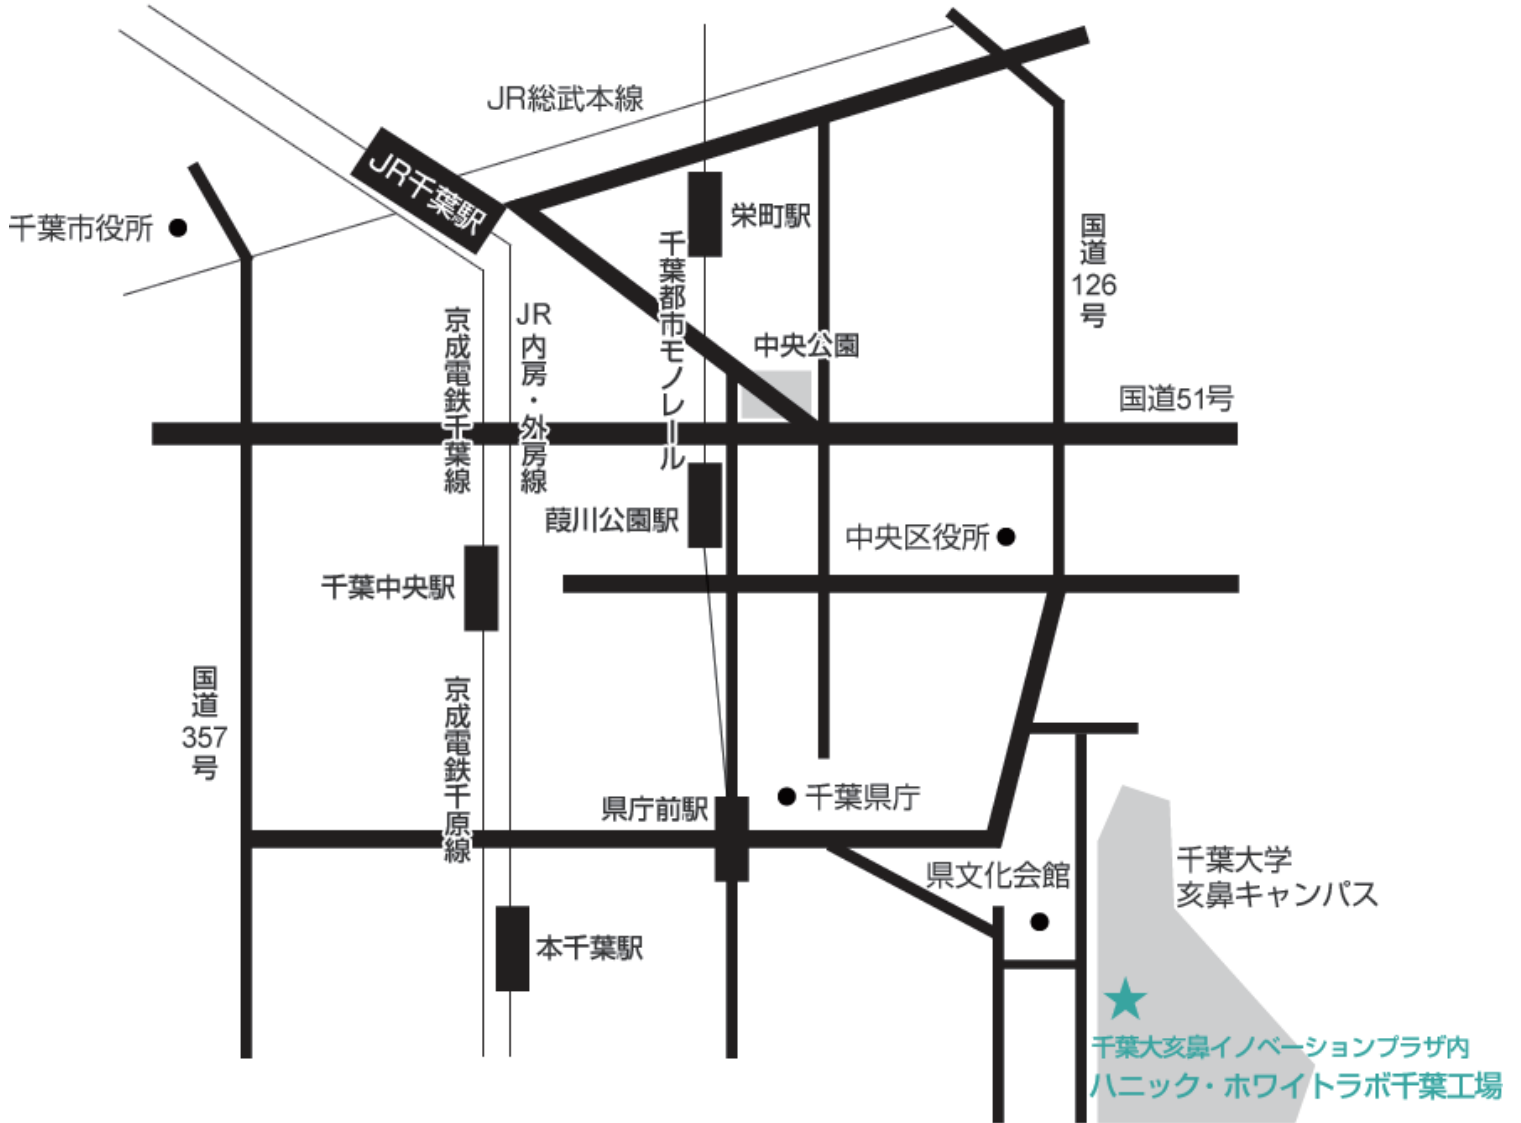 JR総武本線
JR千葉駅
千葉市役所
栄町駅
千葉都市モノレール
国道126号
京成電鉄千葉線
JR内房・外房線
中央公園
国道51号
葭川公園駅
中央区役所
千葉中央駅
国道357号
京成電鉄千原線
県庁前駅
千葉県庁
県文化会館
千葉大学
亥鼻キャンパス
本千葉駅
千葉大亥鼻イノベーションプラザ内
ハニック・ホワイトラボ千葉工場